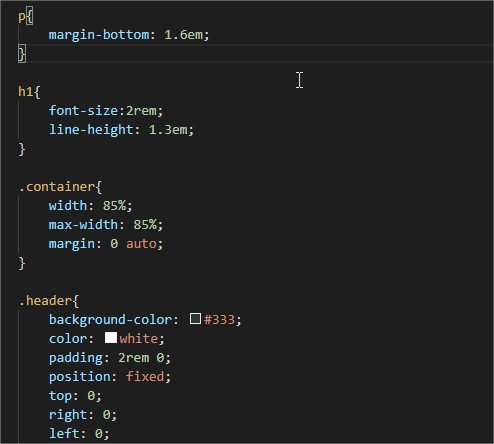 p{
margin-bottom: 1.6em;
}
h1{
font-size:2rem;
line-height: 1.3em;
}
.container{
width: 85%;
max-width: 85%;
margin: 0 auto;
}
.header{
background-color: #333;
color: white;
padding: 2rem 0;
position: fixed;
top: 0;
right: 0;
left: 0;